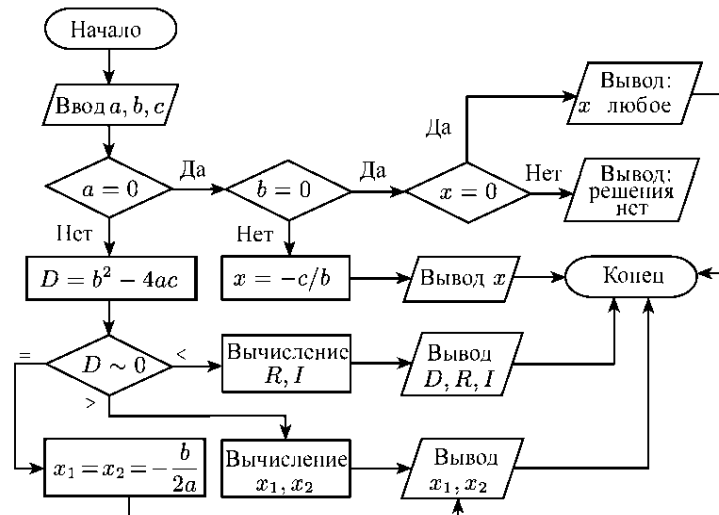 Начало
Ввод a, b, c
a = 0
Да
b = 0
Да
x = 0
Да
Вывод:
x любое
Нет
Вывод:
решения
нст
Нст
D = b² − 4ac
Нет
x = −c/b
Вывод x
Конец
D ∼ 0
=
<
>
Вычисление
R, I
Вывод
D, R, I
x₁ = x₂ = −b/2a
Вычисление
x₁, x₂
Вывод
x₁, x₂